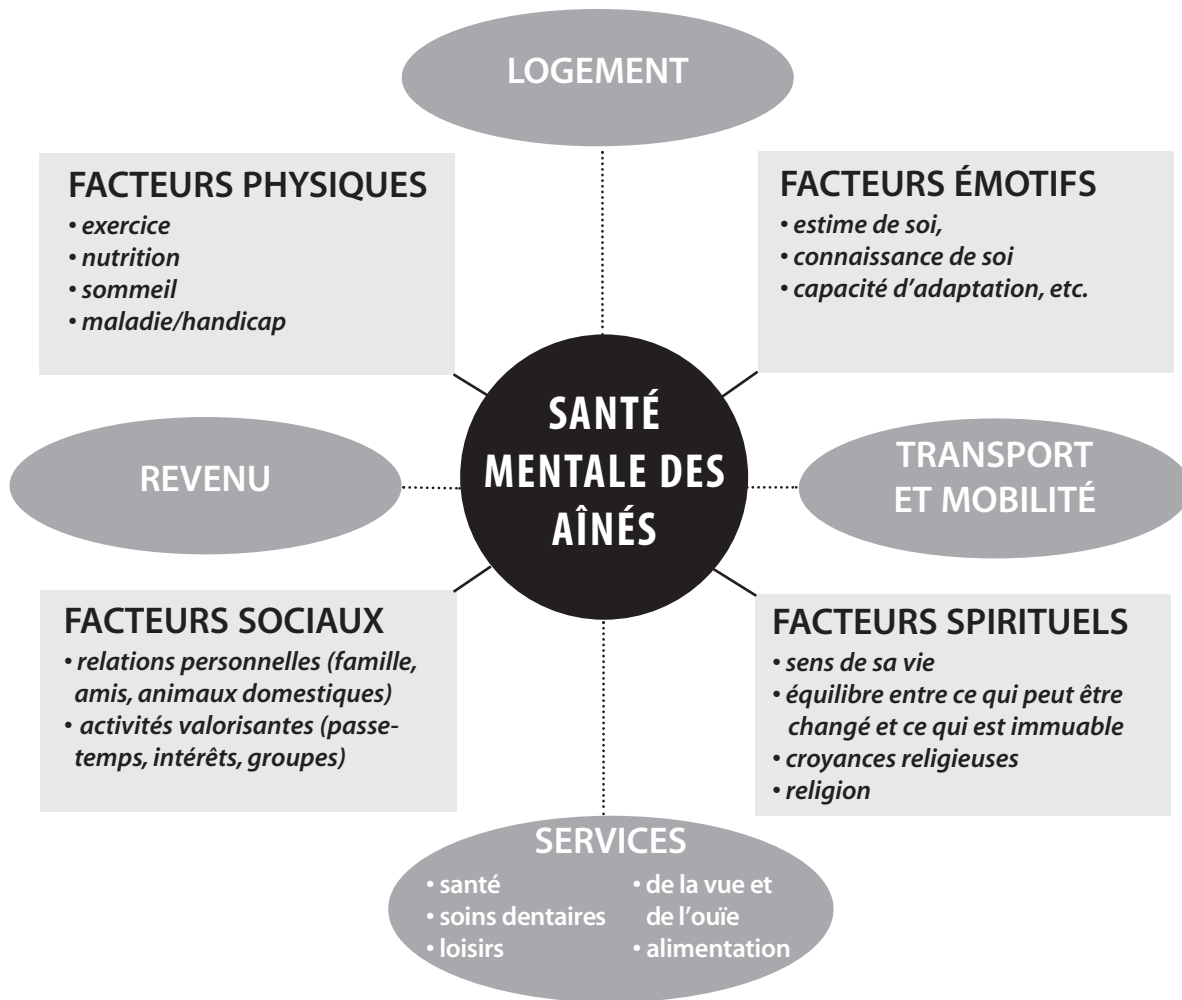 LOGEMENT
FACTEURS PHYSIQUES
• exercice
• nutrition
• sommeil
• maladie/handicap
FACTEURS ÉMOTIFS
• estime de soi,
• connaissance de soi
• capacité d’adaptation, etc.
SANTÉ
MENTALE DES
AÎNÉS
REVENU
TRANSPORT
ET MOBILITÉ
FACTEURS SOCIAUX
• relations personnelles (famille,
amis, animaux domestiques)
• activités valorisantes (passe-
temps, intérêts, groupes)
FACTEURS SPIRITUELS
• sens de sa vie
• équilibre entre ce qui peut être
changé et ce qui est immuable
• croyances religieuses
• religion
SERVICES
• santé
• soins dentaires
• loisirs
• de la vue et
de l’ouïe
• alimentation